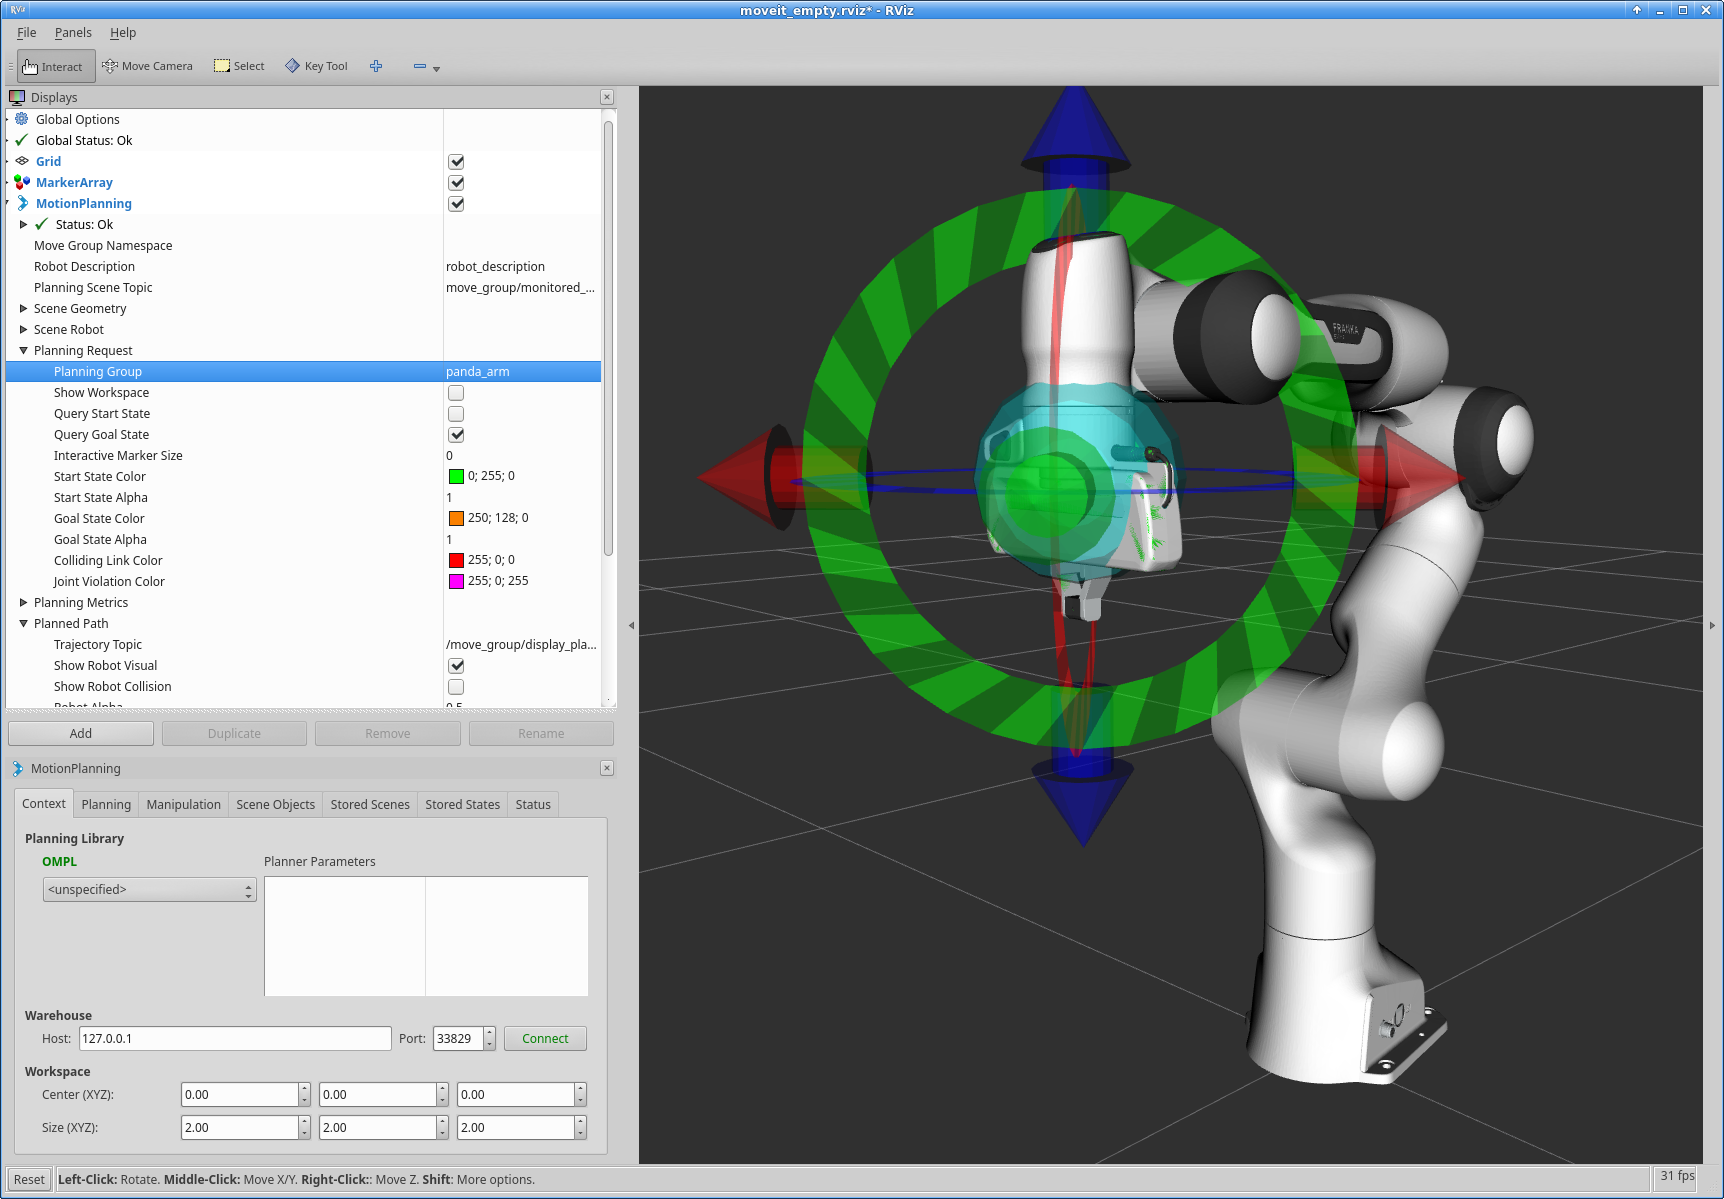 moveit_empty.rviz* - RViz
File Panels Help
Interact Move Camera Select Key Tool
Displays
Global Options
Global Status: Ok
Grid
MarkerArray
MotionPlanning
Status: Ok
Move Group Namespace
Robot Description robot_description
Planning Scene Topic move_group/monitored_...
Scene Geometry
Scene Robot
Planning Request
Planning Group panda_arm
Show Workspace
Query Start State
Query Goal State
Interactive Marker Size 0
Start State Color 0; 255; 0
Start State Alpha 1
Goal State Color 250; 128; 0
Goal State Alpha 1
Colliding Link Color 255; 0; 0
Joint Violation Color 255; 0; 255
Planning Metrics
Planned Path
Trajectory Topic /move_group/display_pla...
Show Robot Visual
Show Robot Collision
Robot Alpha 0.5
Add Duplicate Remove Rename
MotionPlanning
Context Planning Manipulation Scene Objects Stored Scenes Stored States Status
Planning Library
OMPL Planner Parameters
<unspecified>
Warehouse
Host: 127.0.0.1 Port: 33829 Connect
Workspace
Center (XYZ): 0.00 0.00 0.00
Size (XYZ): 2.00 2.00 2.00
Reset Left-Click: Rotate. Middle-Click: Move X/Y. Right-Click:: Move Z. Shift: More options. 31 fps
FRANKA